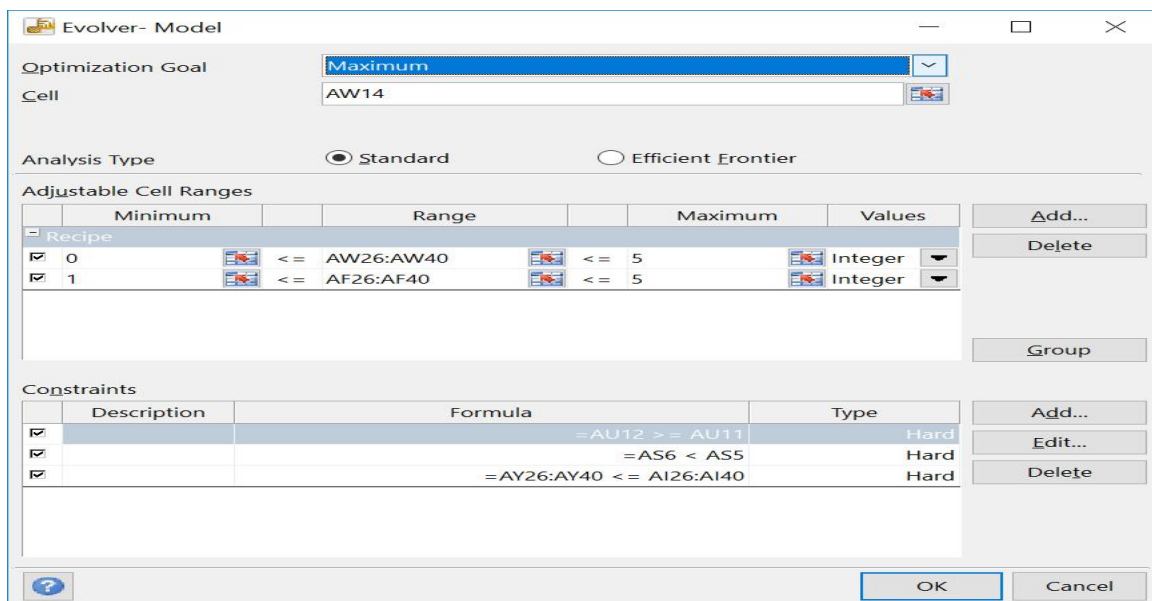 Evolver- Model
Optimization Goal Maximum
Cell AW14
Analysis Type Standard Efficient Frontier
Adjustable Cell Ranges
Minimum Range Maximum Values Add...
Recipe Delete
0 <= AW26:AW40 <= 5 Integer
1 <= AF26:AF40 <= 5 Integer
Group
Constraints
Description Formula Type Add...
=AU12 >= AU11 Hard Edit...
=AS6 < AS5 Hard
=AY26:AY40 <= AI26:AI40 Hard Delete
? OK Cancel